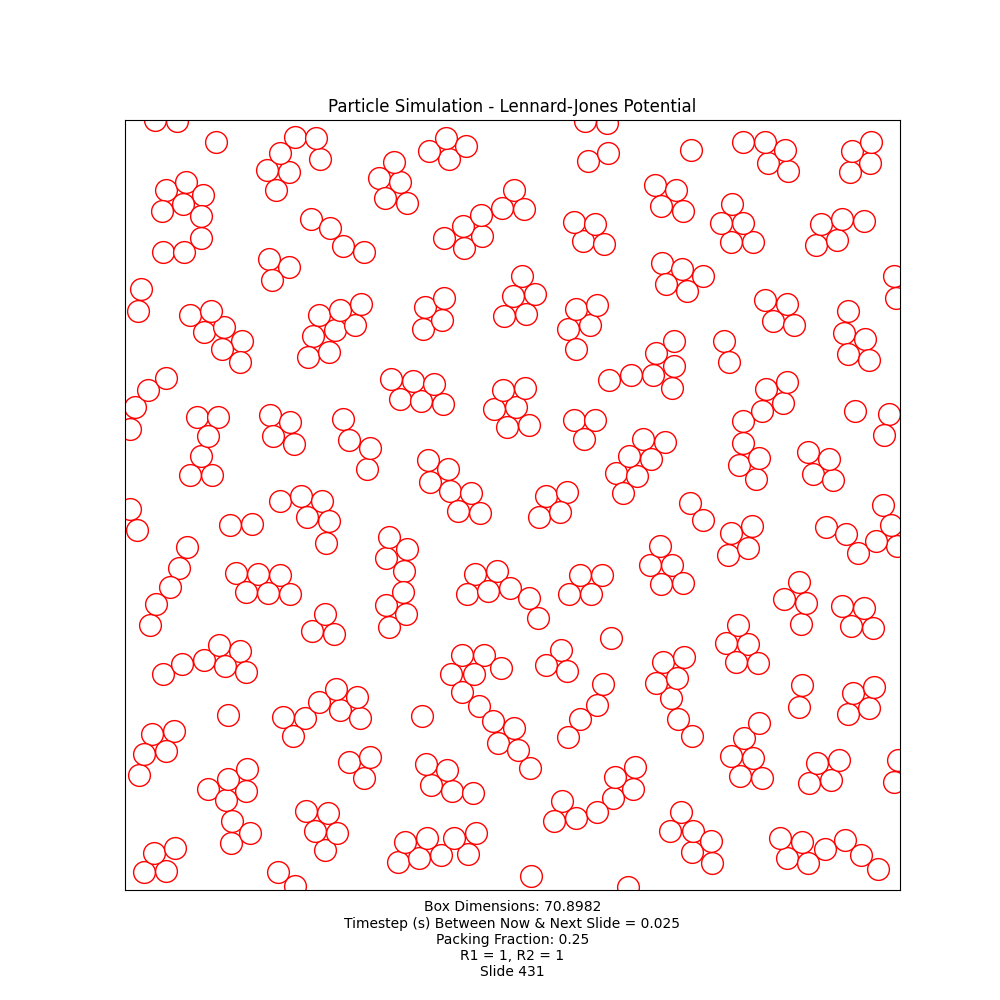 Particle Simulation - Lennard-Jones Potential
Box Dimensions: 70.8982
Timestep (s) Between Now & Next Slide = 0.025
Packing Fraction: 0.25
R1 = 1, R2 = 1
Slide 431